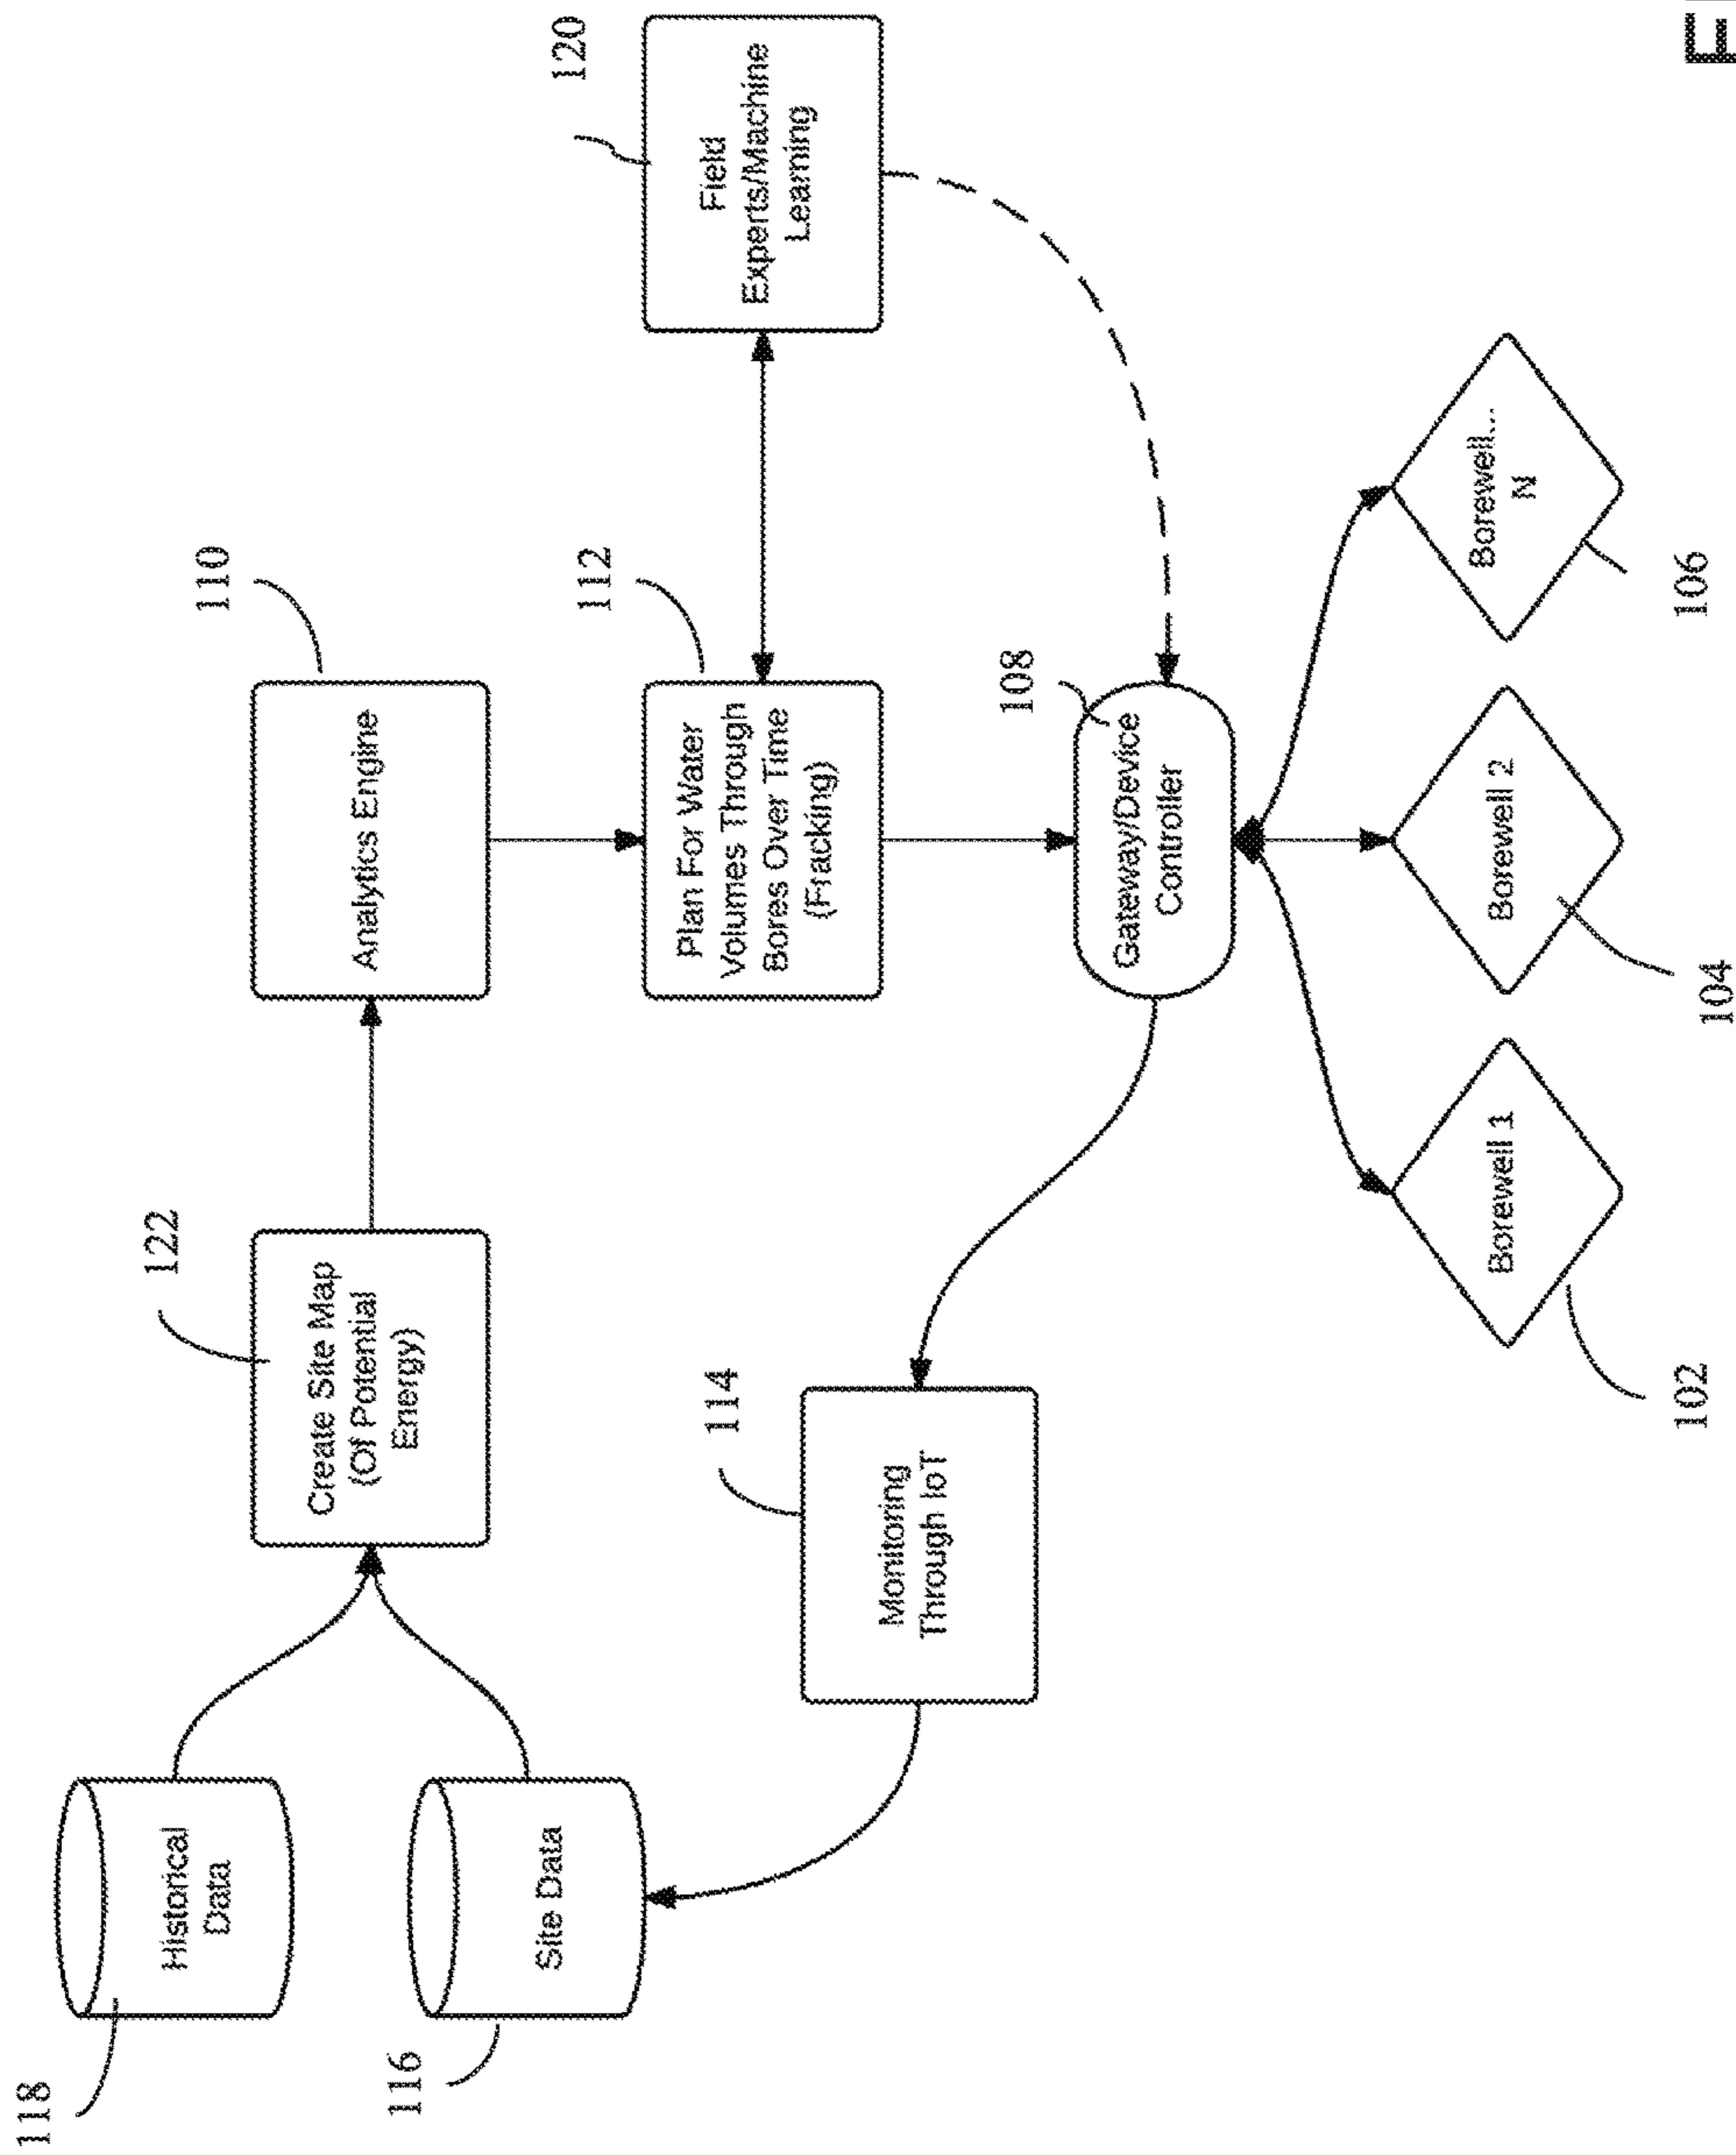 118
Historical
Data
116
Site Data
122
Create Site Map
(Of Potential
Energy)
110
Analytics Engine
112
Plan For Water
Volumes Through
Bores Over Time
(Fracking)
120
Field
Experts/Machine
Learning
114
Monitoring
Through IoT
108
Gateway/Device
Controller
102
Borewell 1
104
Borewell 2
106
Borewell...
N